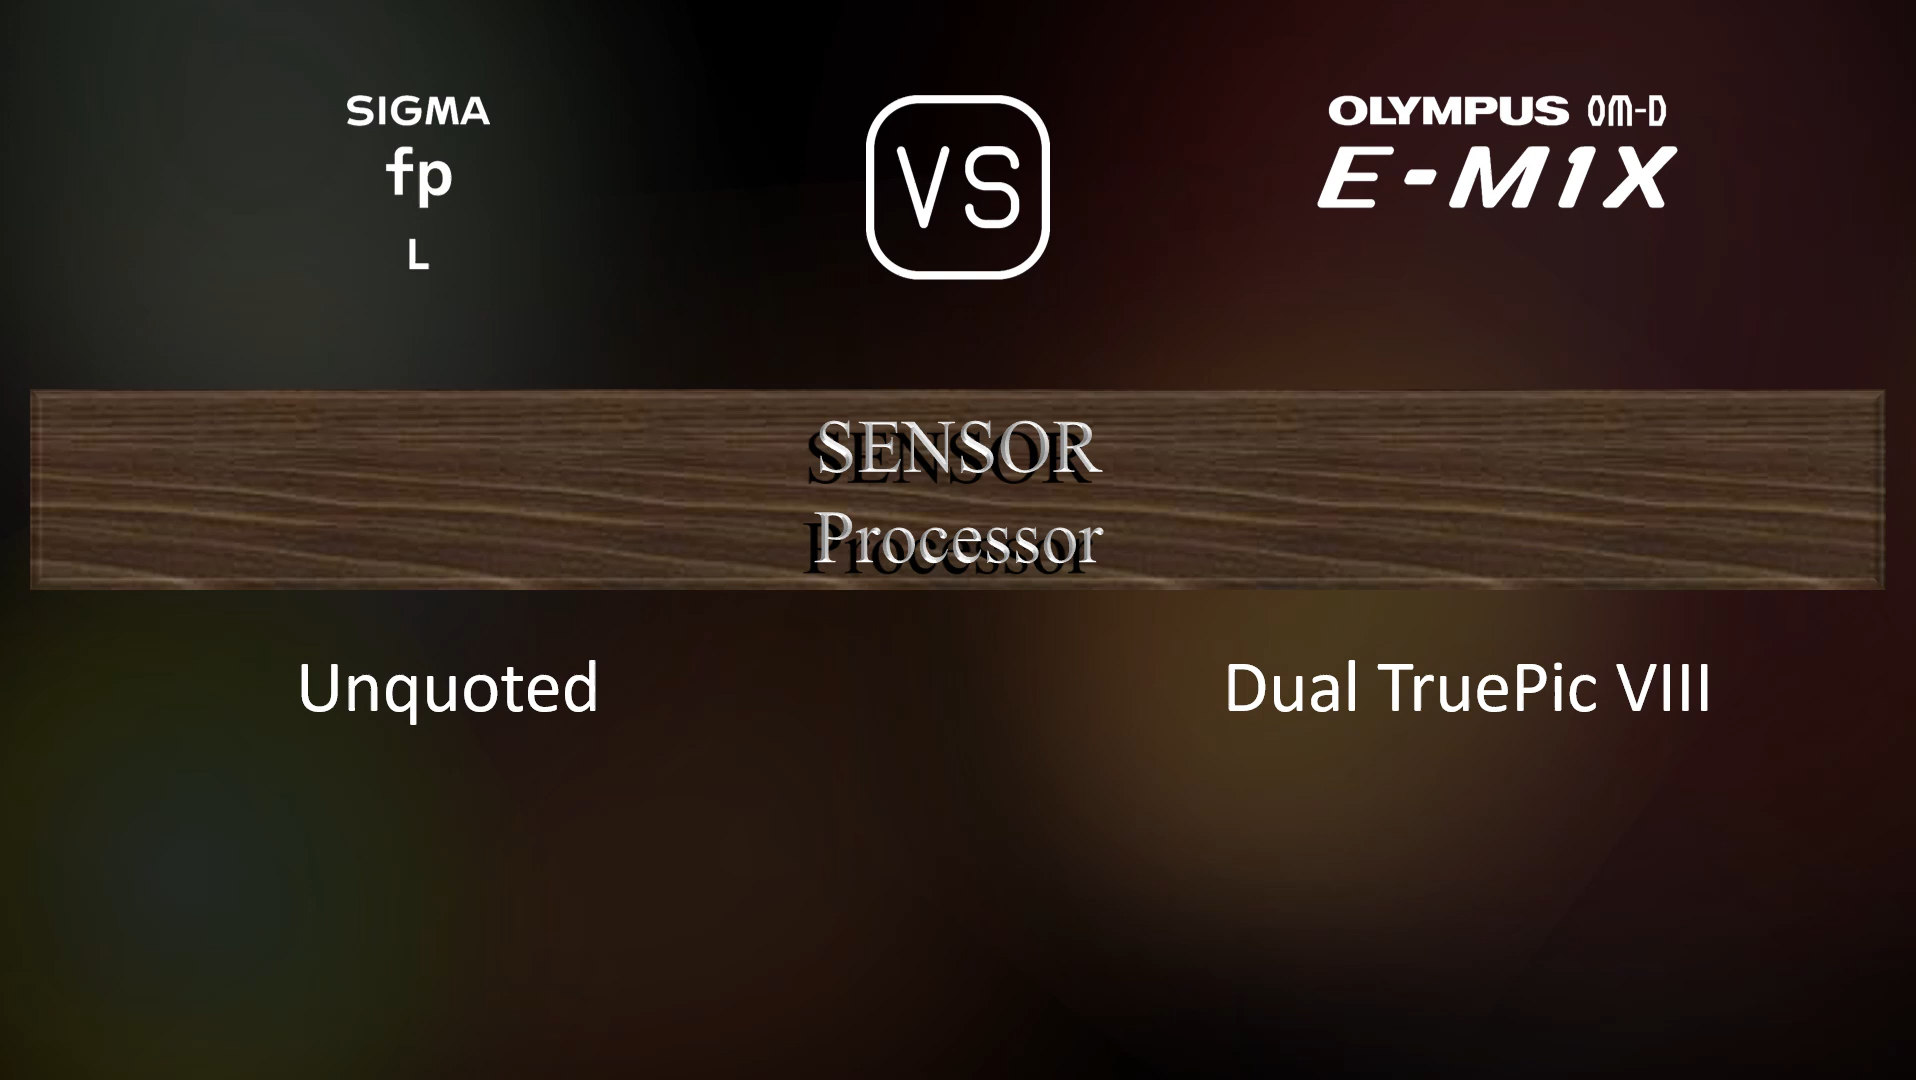 SIGMA
fp
L
VS
OLYMPUS OM-D
E-M1X
SENSOR
Processor
Unquoted
Dual TruePic VIII